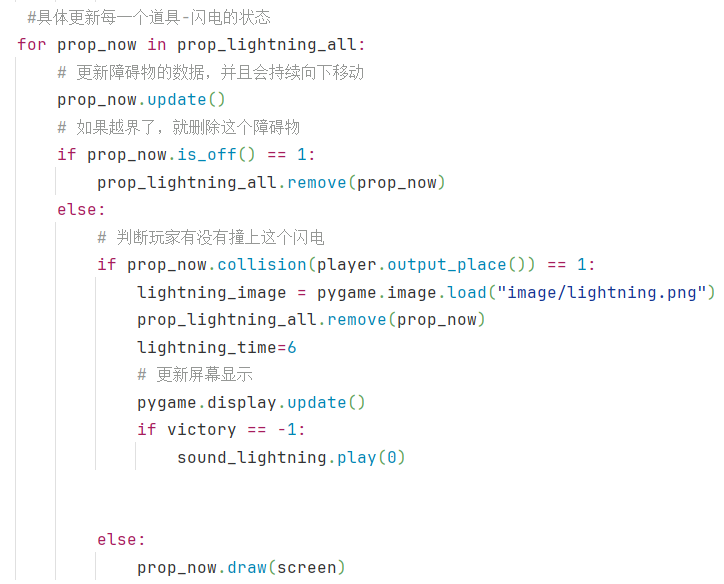 #具体更新每一个道具-闪电的状态
for prop_now in prop_lightning_all:
    # 更新障碍物的数据，并且会持续向下移动
    prop_now.update()
    # 如果越界了，就删除这个障碍物
    if prop_now.is_off() == 1:
        prop_lightning_all.remove(prop_now)
    else:
        # 判断玩家有没有撞上这个闪电
        if prop_now.collision(player.output_place()) == 1:
            lightning_image = pygame.image.load("image/lightning.png")
            prop_lightning_all.remove(prop_now)
            lightning_time=6
            # 更新屏幕显示
            pygame.display.update()
            if victory == -1:
                sound_lightning.play(0)
        else:
            prop_now.draw(screen)